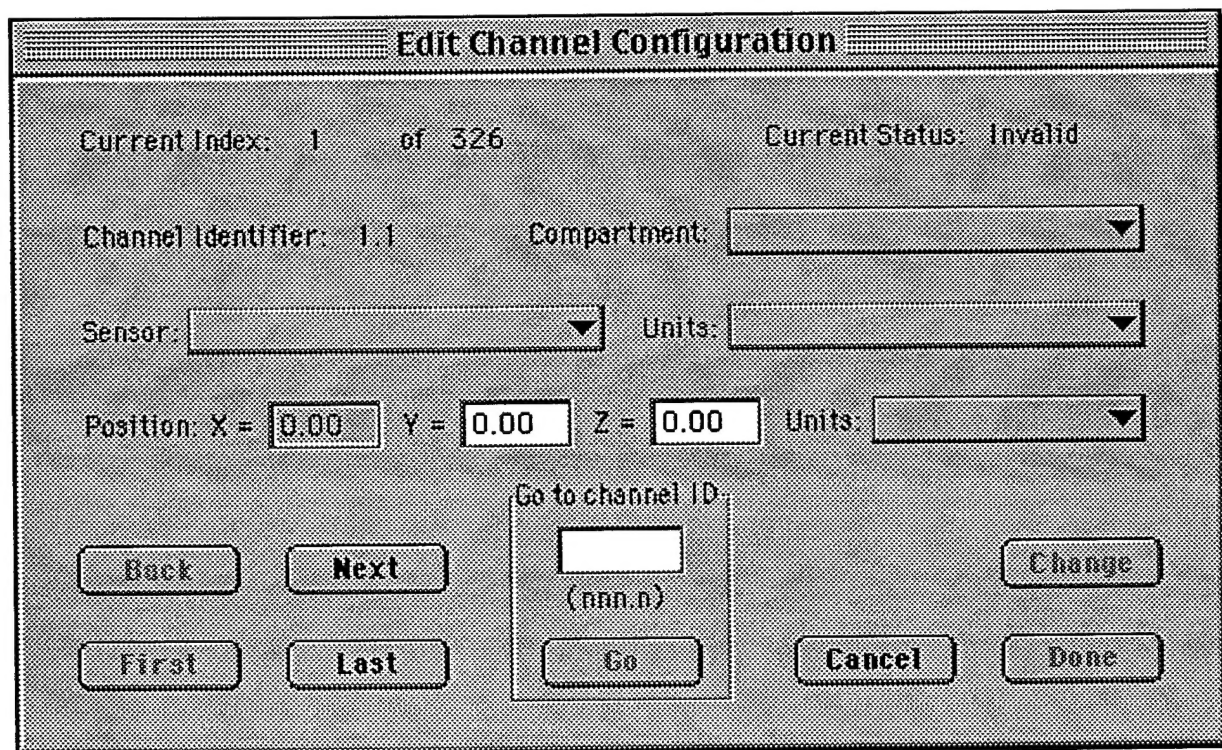 Edit Channel Configuration
Current Index: 1 of 326 Current Status: Invalid
Channel Identifier: 1.1 Compartment:
Sensor: Units:
Position: X = 0.00 Y = 0.00 Z = 0.00 Units:
Go to channel ID
Back Next Change
(nnn.n)
First Last Go Cancel Done